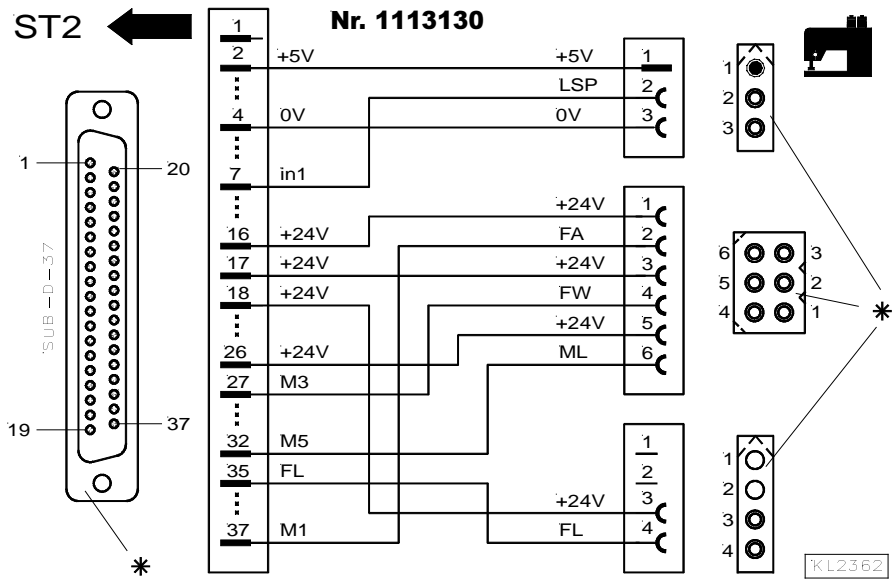 ST2
Nr. 1113130
1
2 +5V +5V 1
LSP 2
4 0V 0V 3
7 in1
+24V 1
16 +24V FA 2
17 +24V +24V 3
18 +24V FW 4
+24V 5
26 +24V ML 6
27 M3
32 M5 1
35 FL 2
+24V 3
37 M1 FL 4
1 20
SUB-D-37
19 37
*
1
2
3
6 3
5 2
4 1
*
1
2
3
4
KL2362